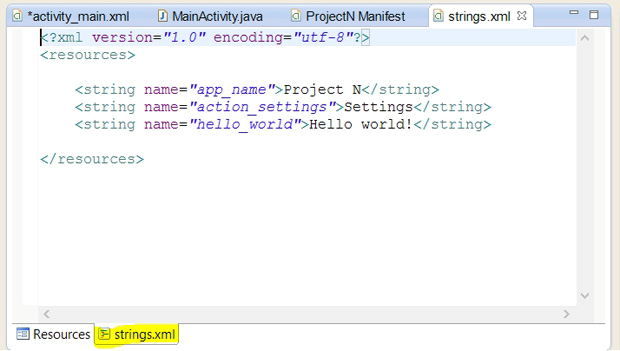 *activity_main.xml MainActivity.java ProjectN Manifest strings.xml
<?xml version="1.0" encoding="utf-8"?>
<resources>
<string name="app_name">Project N</string>
<string name="action_settings">Settings</string>
<string name="hello_world">Hello world!</string>
</resources>
Resources strings.xml